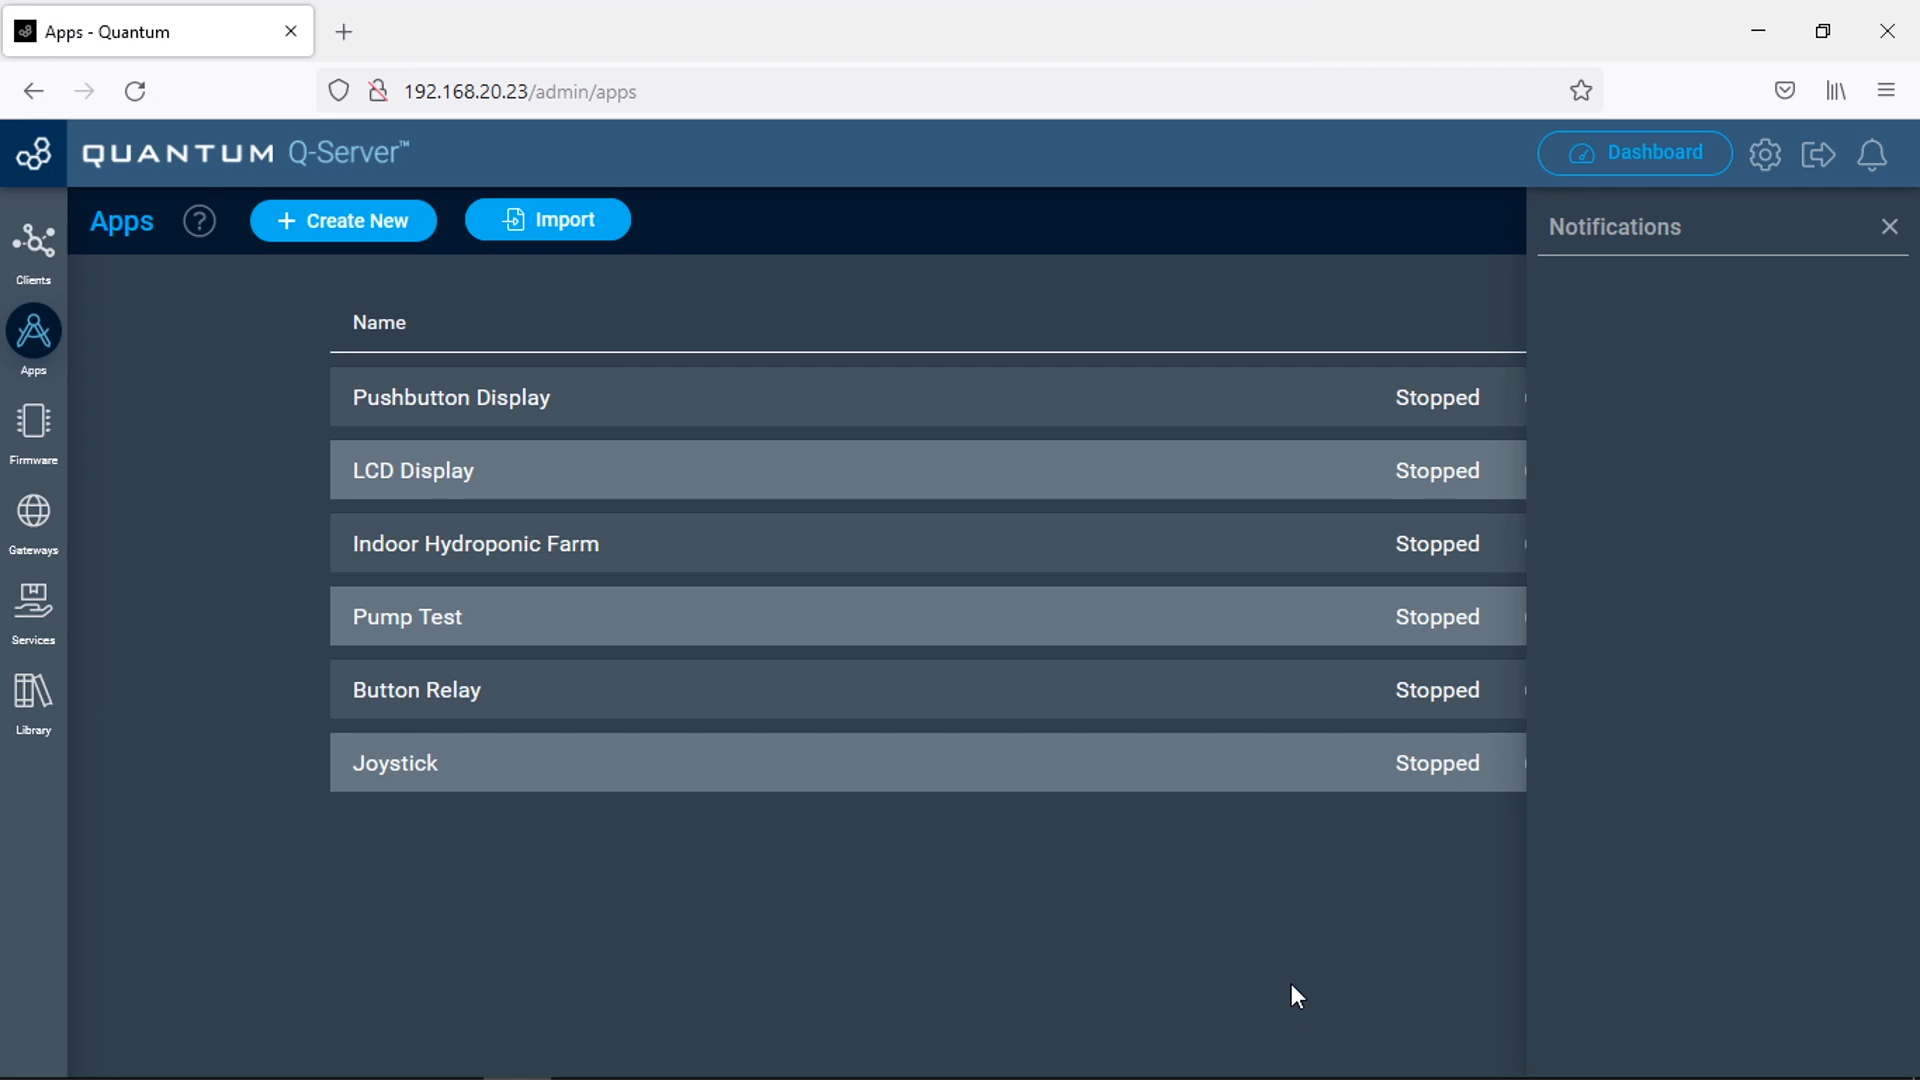 Apps - Quantum
192.168.20.23/admin/apps
QUANTUM Q-Server™
Dashboard
Apps ? + Create New Import
Notifications
Clients
Apps
Firmware
Gateways
Services
Library
Name
Pushbutton Display Stopped
LCD Display Stopped
Indoor Hydroponic Farm Stopped
Pump Test Stopped
Button Relay Stopped
Joystick Stopped